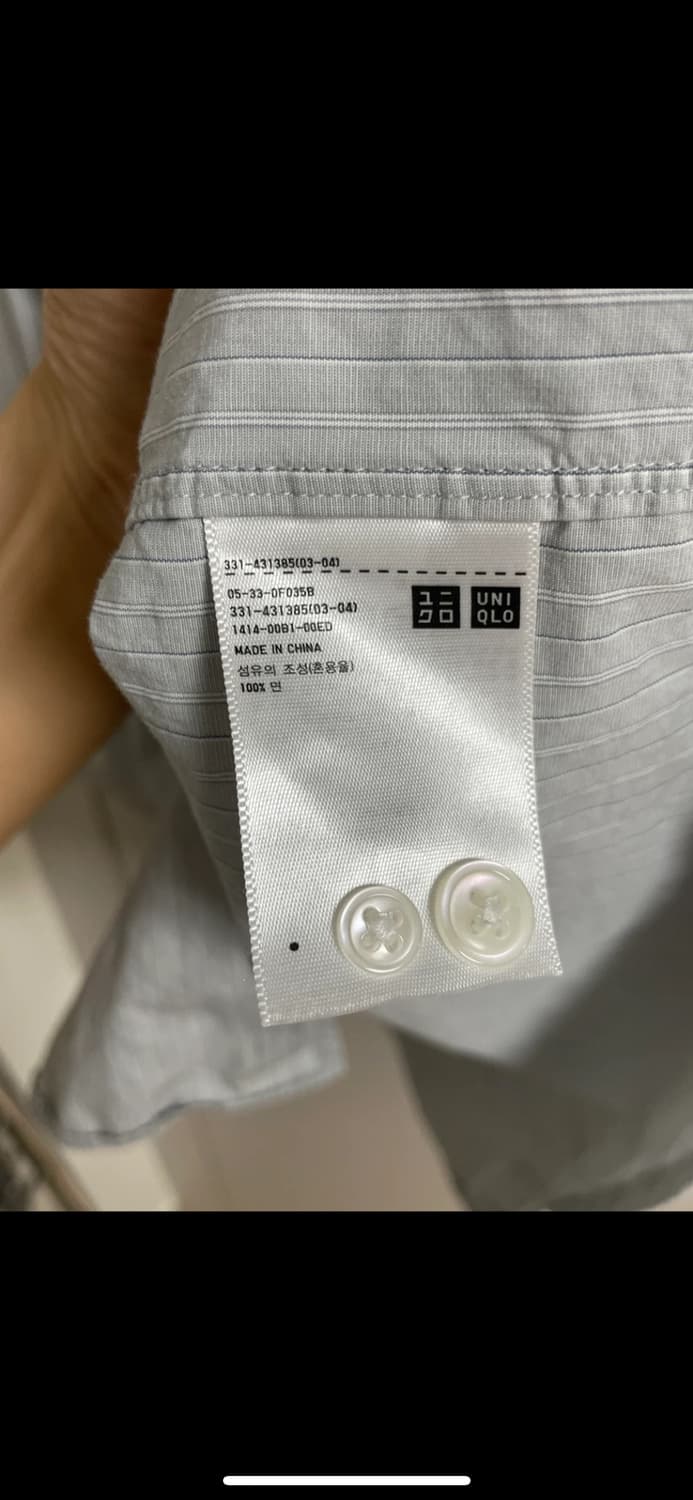 331-431385(03-04)
05-33-0F035B
331-431385(03-04)
1414-00B1-00ED
MADE IN CHINA
섬유의 조성(혼용율)
100% 면
ユニ
クロ
UNI
QLO